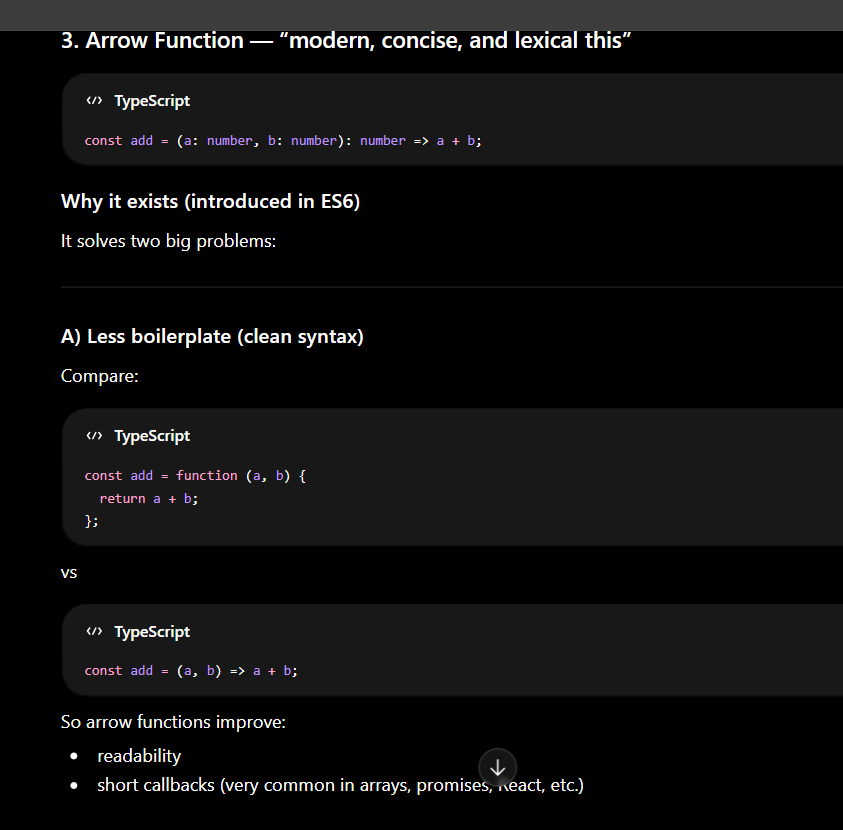 3. Arrow Function — “modern, concise, and lexical this”
TypeScript
const add = (a: number, b: number): number => a + b;
Why it exists (introduced in ES6)
It solves two big problems:
A) Less boilerplate (clean syntax)
Compare:
TypeScript
const add = function (a, b) {
  return a + b;
};
vs
TypeScript
const add = (a, b) => a + b;
So arrow functions improve:
• readability
• short callbacks (very common in arrays, promises, React, etc.)